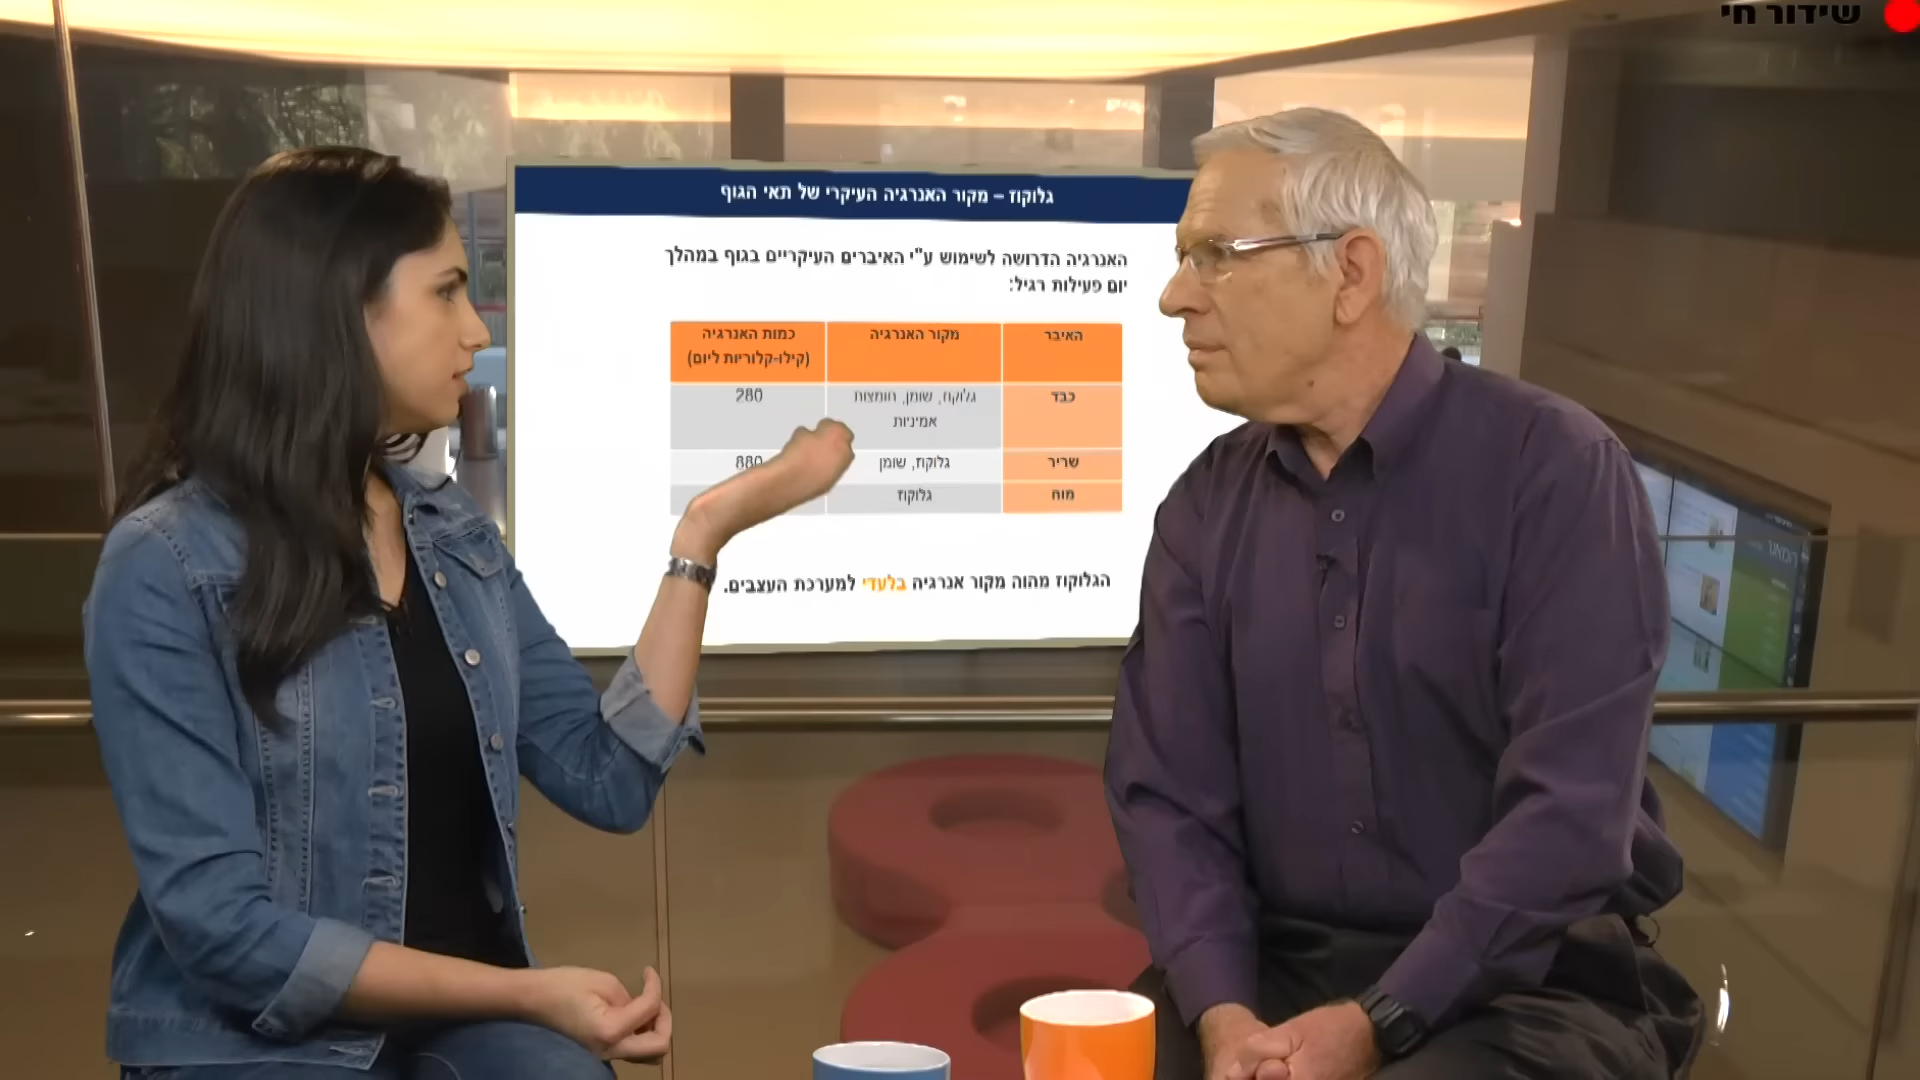 שידור חי
גלוקוז – מקור האנרגיה העיקרי של תאי הגוף
האנרגיה הדרושה לשימוש ע"י האיברים העיקריים בגוף במהלך
יום פעילות רגיל:
האיבר מקור האנרגיה כמות האנרגיה
(קילו-קלוריות ליום)
כבד גלוקוז, שומן, חומצות 280
אמיניות
שריר גלוקוז, שומן 880
מוח גלוקוז
הגלוקוז מהווה מקור אנרגיה בלעדי למערכת העצבים.